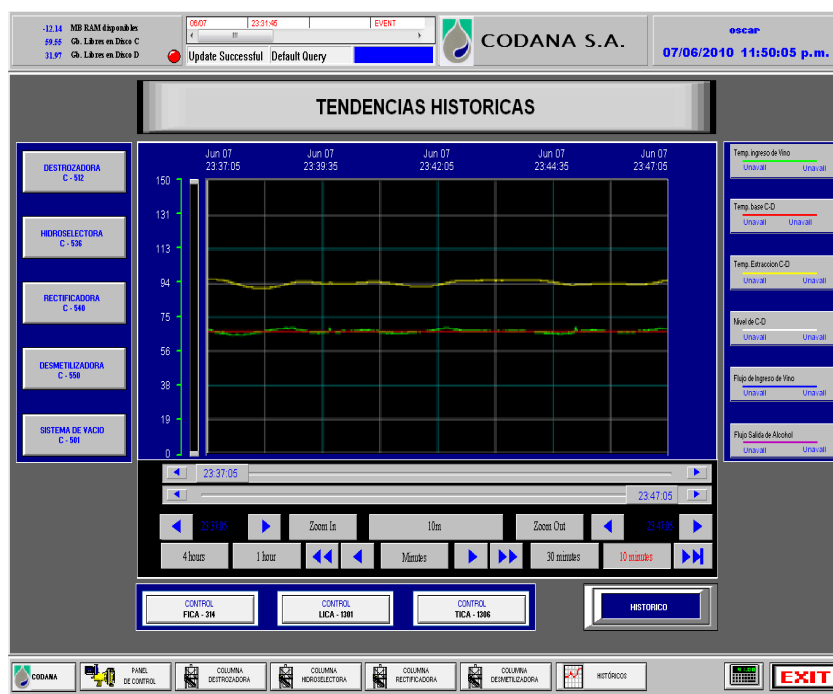 -12.14 MB RAM disponibles
59.55 Gb. Libres en Disco C
31.97 Gb. Libres en Disco D
06/07 23:31:45 EVENT
Update Successful Default Query
CODANA S.A.
oscar
07/06/2010 11:50:05 p.m.
TENDENCIAS HISTORICAS
DESTROZADORA
C - 512
HIDROSELECTORA
C - 536
RECTIFICADORA
C - 540
DESMETILIZADORA
C - 550
SISTEMA DE VACIO
C - 501
Jun 07 Jun 07 Jun 07 Jun 07 Jun 07
23:37:05 23:39:35 23:42:05 23:44:35 23:47:05
150
131
113
94
75
56
38
19
0
Temp. ingreso de Vino
Unavail Unavail
Temp. base C-D
Unavail Unavail
Temp. Extraccion C-D
Unavail Unavail
Nivel de C-D
Unavail Unavail
Flujo de Ingreso de Vino
Unavail Unavail
Flujo Salida de Alcohol
Unavail Unavail
23:37:05
23:47:05
23:37:05 Zoom In 10m Zoom Out 23:47:05
4 hours 1 hour Minutes 30 minutes 10 minutes
CONTROL
FICA - 314
CONTROL
LICA - 1301
CONTROL
TICA - 1306
HISTORICO
CODANA
PANEL
DE CONTROL
COLUMNA
DESTROZADORA
COLUMNA
HIDROSELECTORA
COLUMNA
RECTIFICADORA
COLUMNA
DESMETILIZADORA
HISTÓRICOS
EXIT